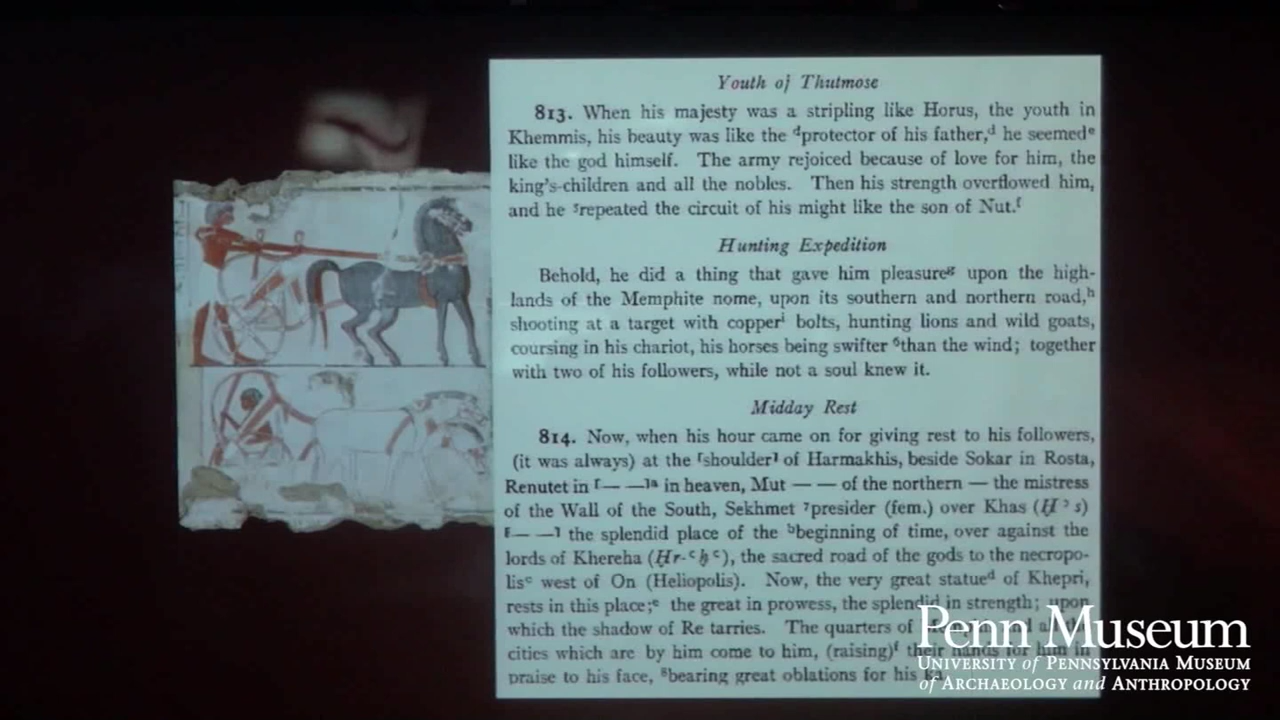 Youth of Thutmose
813. When his majesty was a stripling like Horus, the youth in
Khemmis, his beauty was like the ᵈprotector of his father,ᵈ he seemedᵉ
like the god himself. The army rejoiced because of love for him, the
king's-children and all the nobles. Then his strength overflowed him,
and he ⁵repeated the circuit of his might like the son of Nut.ᶠ
Hunting Expedition
Behold, he did a thing that gave him pleasureᵍ upon the high-
lands of the Memphite nome, upon its southern and northern road,ʰ
shooting at a target with copperⁱ bolts, hunting lions and wild goats,
coursing in his chariot, his horses being swifter ⁶than the wind; together
with two of his followers, while not a soul knew it.
Midday Rest
814. Now, when his hour came on for giving rest to his followers,
(it was always) at the ⌜shoulder⌝ of Harmakhis, beside Sokar in Rosta,
Renutet in ⌜— —⌝ᵃ in heaven, Mut — — of the northern — the mistress
of the Wall of the South, Sekhmet ⁷presider (fem.) over Khas (Ḫ ʾ s)
⌜— —⌝ the splendid place of the ᵇbeginning of time, over against the
lords of Khereha (Ḫr-ʿḥʿ), the sacred road of the gods to the necropo-
lisᶜ west of On (Heliopolis). Now, the very great statueᵈ of Khepri,
rests in this place;ᵉ the great in prowess, the splendid in strength; upon
which the shadow of Re tarries. The quarters of
cities which are by him come to him, (raising)ᶠ their hands for him in
praise to his face, ⁸bearing great oblations for his ka.
Penn Museum
University of Pennsylvania Museum
of Archaeology and Anthropology